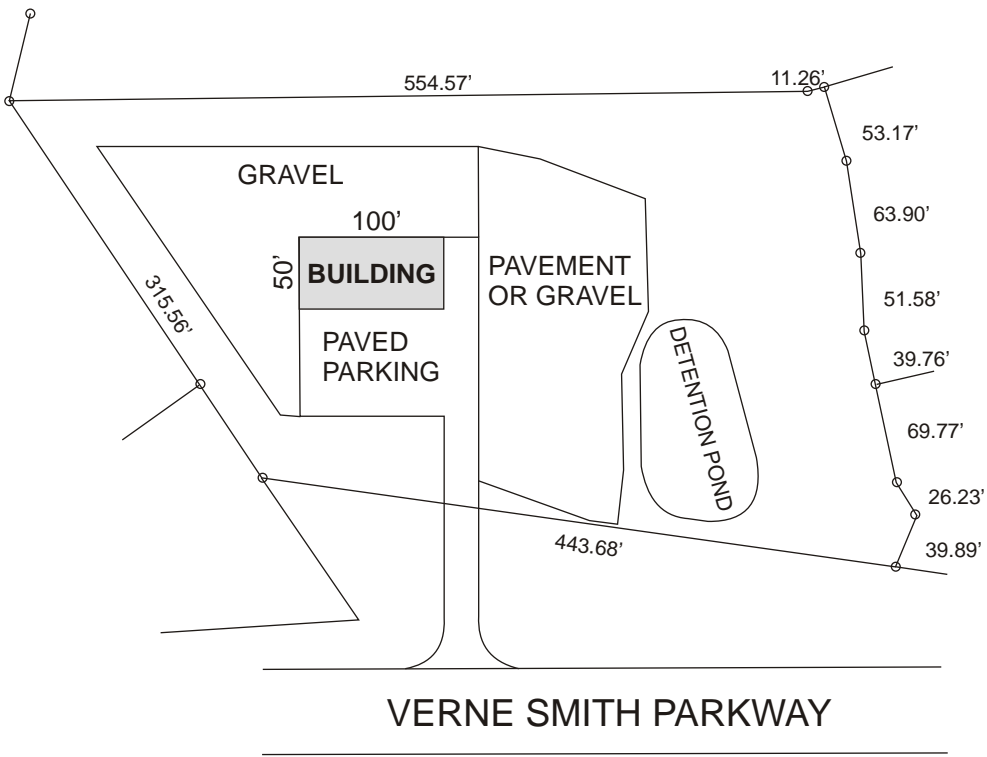 554.57’
11.26’
53.17’
GRAVEL
63.90’
100’
50’
BUILDING
PAVEMENT
OR GRAVEL
315.56’
51.58’
PAVED
PARKING
DETENTION POND
39.76’
69.77’
26.23’
443.68’
39.89’
VERNE SMITH PARKWAY